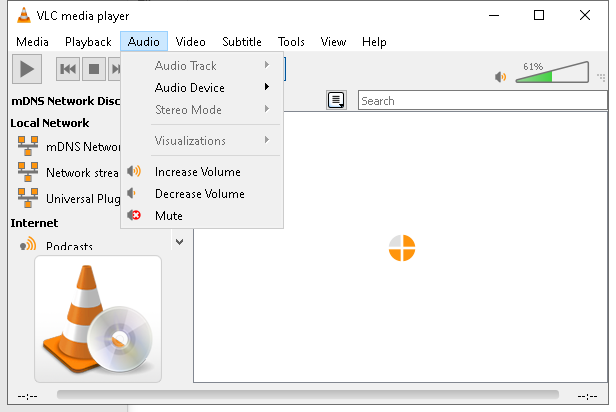 VLC media player
Media Playback Audio Video Subtitle Tools View Help
Audio Track
Audio Device
Stereo Mode
Visualizations
Increase Volume
Decrease Volume
Mute
61%
Search
mDNS Network Disc
Local Network
mDNS Netwo
Network strea
Universal Plug
Internet
Podcasts
--:-- --:--